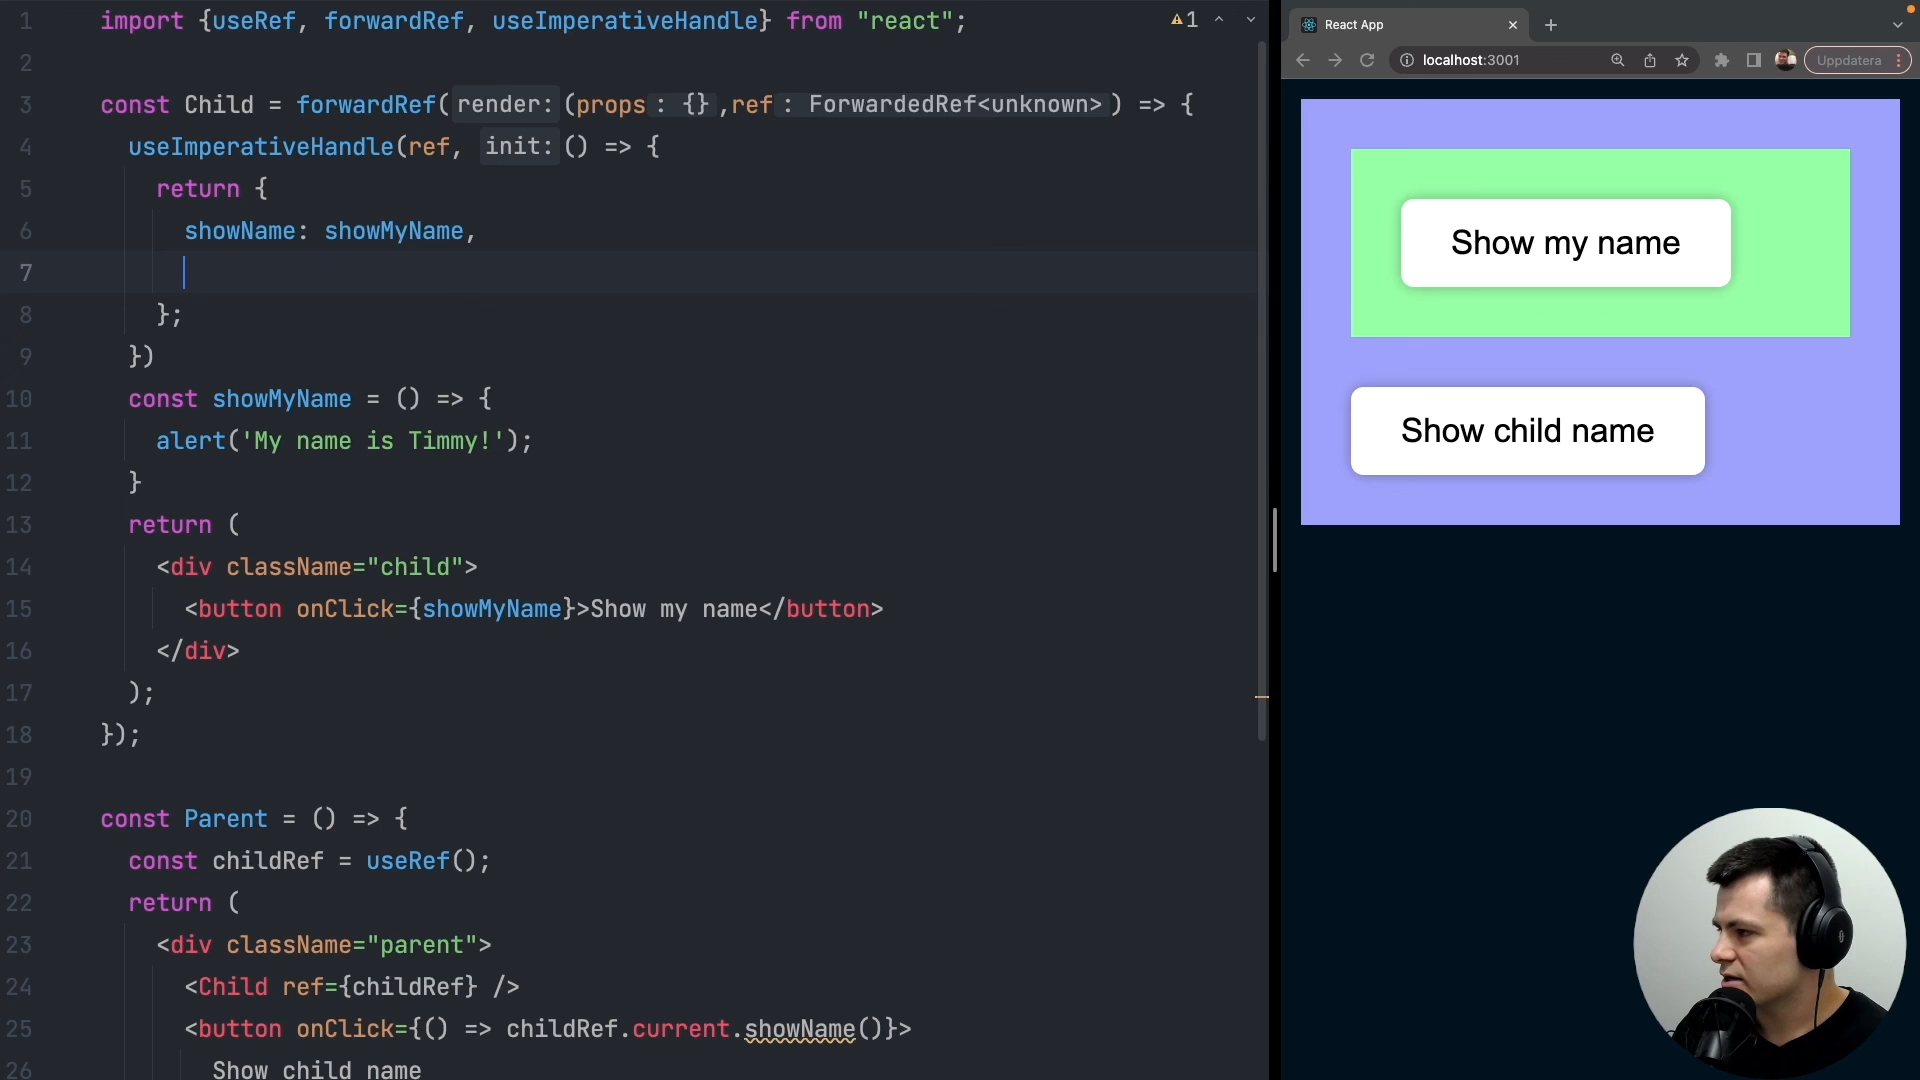 1 import {useRef, forwardRef, useImperativeHandle} from "react";
2
3 const Child = forwardRef( render: (props : {} ,ref : ForwardedRef<unknown> ) => {
4 useImperativeHandle(ref, init: () => {
5 return {
6 showName: showMyName,
7
8 };
9 })
10 const showMyName = () => {
11 alert('My name is Timmy!');
12 }
13 return (
14 <div className="child">
15 <button onClick={showMyName}>Show my name</button>
16 </div>
17 );
18 });
19
20 const Parent = () => {
21 const childRef = useRef();
22 return (
23 <div className="parent">
24 <Child ref={childRef} />
25 <button onClick={() => childRef.current.showName()}>
26 Show child name
1
React App
localhost:3001
Uppdatera
Show my name
Show child name